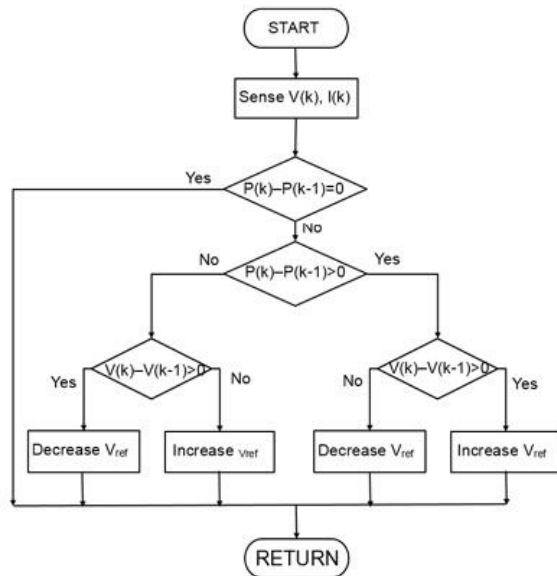 START
Sense V(k), I(k)
Yes
P(k)–P(k-1)=0
No
No
P(k)–P(k-1)>0
Yes
V(k)–V(k-1)>0
V(k)–V(k-1)>0
Yes
No
No
Yes
Decrease Vref
Increase Vref
Decrease Vref
Increase Vref
RETURN